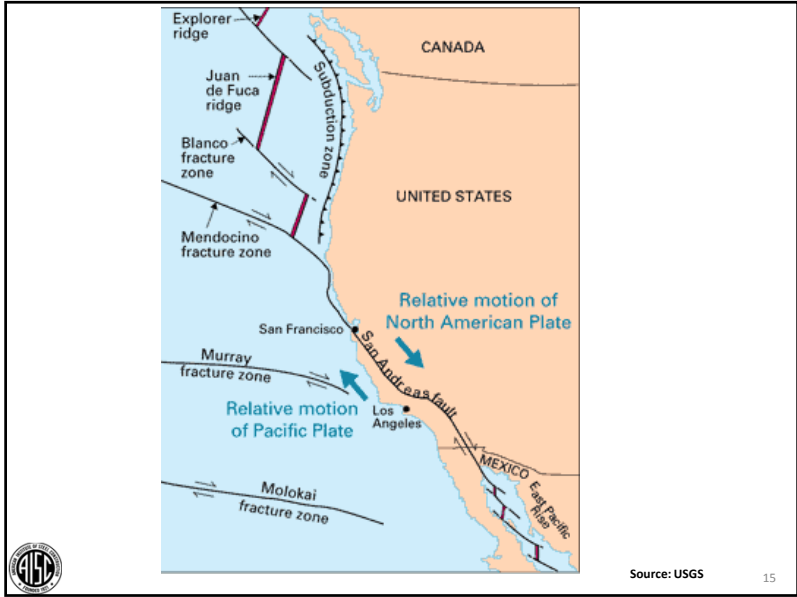 Explorer
ridge
CANADA
Juan
de Fuca
ridge
Subduction zone
Blanco
fracture
zone
UNITED STATES
Mendocino
fracture zone
Relative motion of
North American Plate
San Francisco
San Andreas fault
Murray
fracture zone
Relative motion
of Pacific Plate
Los
Angeles
MEXICO
East Pacific
Rise
Molokai
fracture zone
AISC
Source: USGS
15